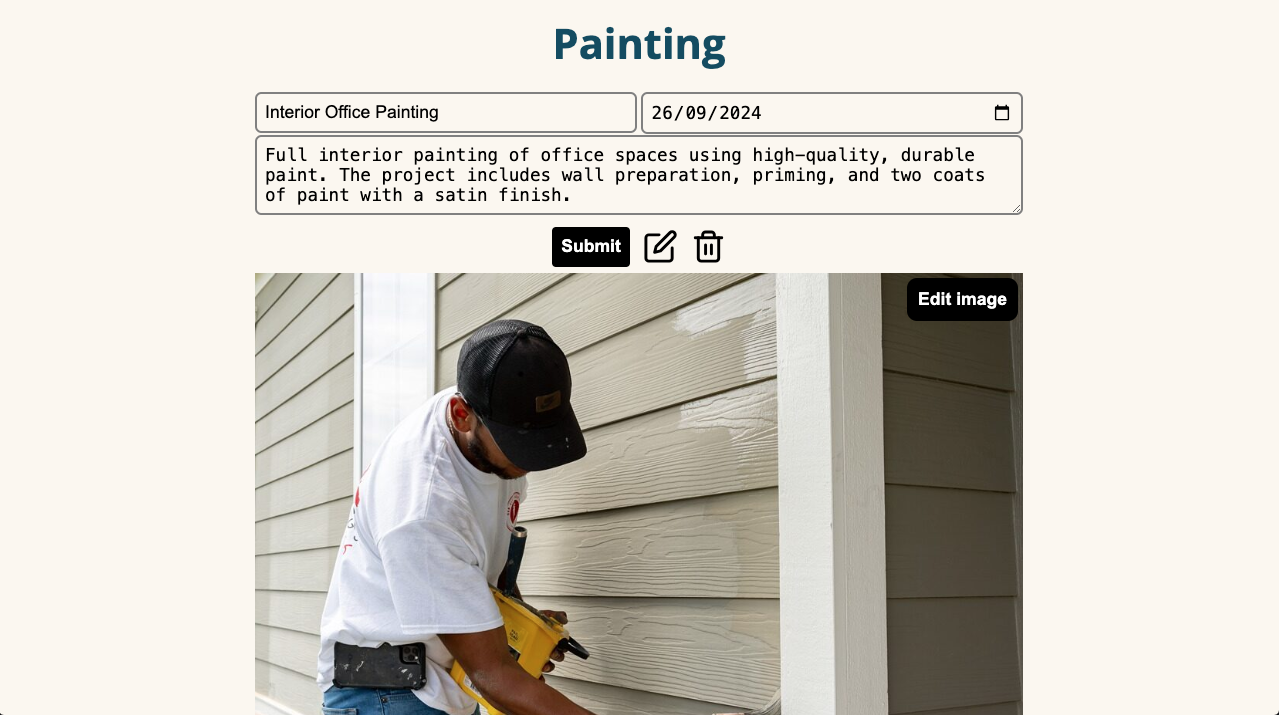 Painting
Interior Office Painting
26/09/2024
Full interior painting of office spaces using high-quality, durable
paint. The project includes wall preparation, priming, and two coats
of paint with a satin finish.
Submit
Edit image